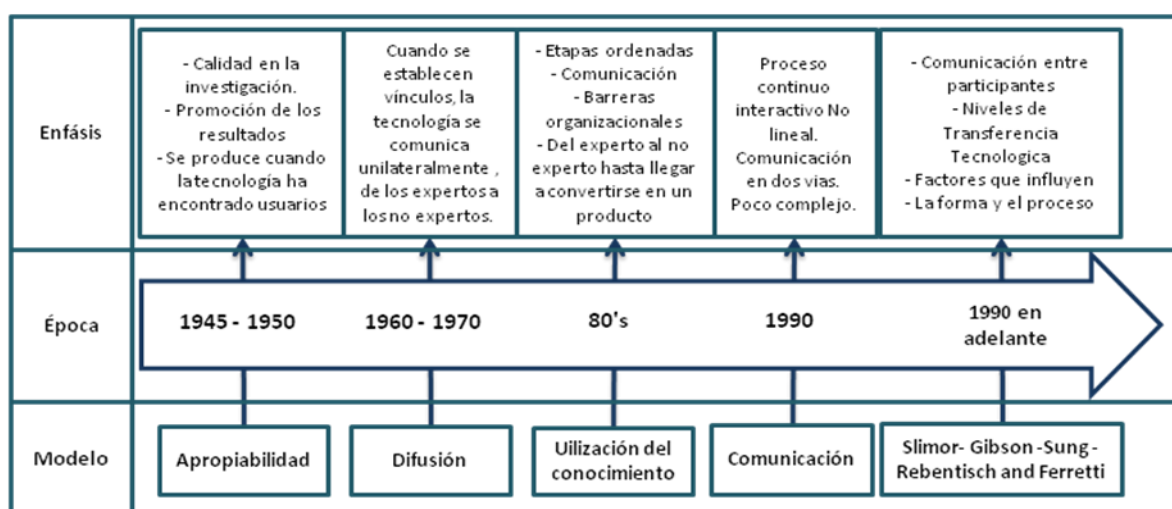 Enfásis
- Calidad en la
investigación.
- Promoción de los
resultados
- Se produce cuando
la tecnología ha
encontrado usuarios
Cuando se
establecen
vínculos, la
tecnología se
comunica
unilateralmente ,
de los expertos a
los no expertos.
- Etapas ordenadas
- Comunicación
- Barreras
organizacionales
- Del experto al no
experto hasta llegar
a convertirse en un
producto
Proceso
continuo
interactivo No
lineal.
Comunicación
en dos vias.
Poco complejo.
- Comunicación entre
participantes
- Niveles de
Transferencia
Tecnologica
- Factores que influyen
- La forma y el proceso
Época
1945 - 1950
1960 - 1970
80's
1990
1990 en
adelante
Modelo
Apropiabilidad
Difusión
Uilización del
conocimiento
Comunicación
Slimor- Gibson -Sung -
Rebentisch and Ferretti